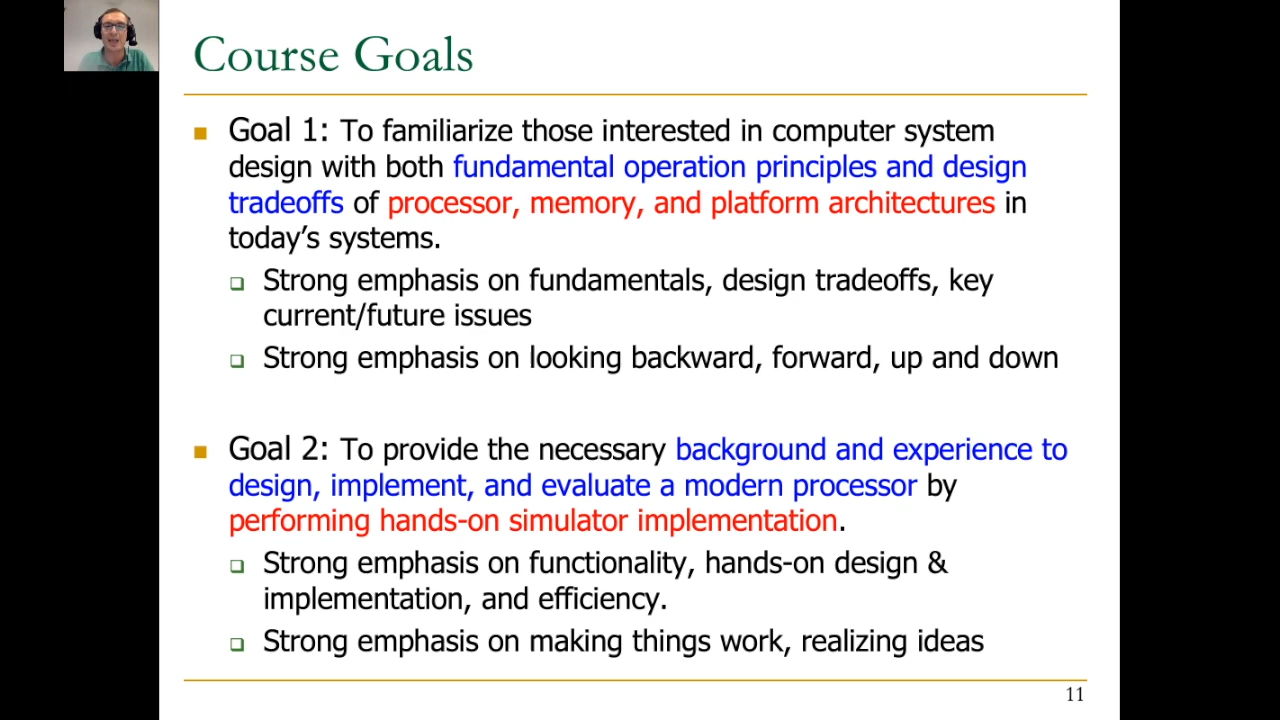 Course Goals
Goal 1: To familiarize those interested in computer system
design with both fundamental operation principles and design
tradeoffs of processor, memory, and platform architectures in
today’s systems.
Strong emphasis on fundamentals, design tradeoffs, key
current/future issues
Strong emphasis on looking backward, forward, up and down
Goal 2: To provide the necessary background and experience to
design, implement, and evaluate a modern processor by
performing hands-on simulator implementation.
Strong emphasis on functionality, hands-on design &
implementation, and efficiency.
Strong emphasis on making things work, realizing ideas
11